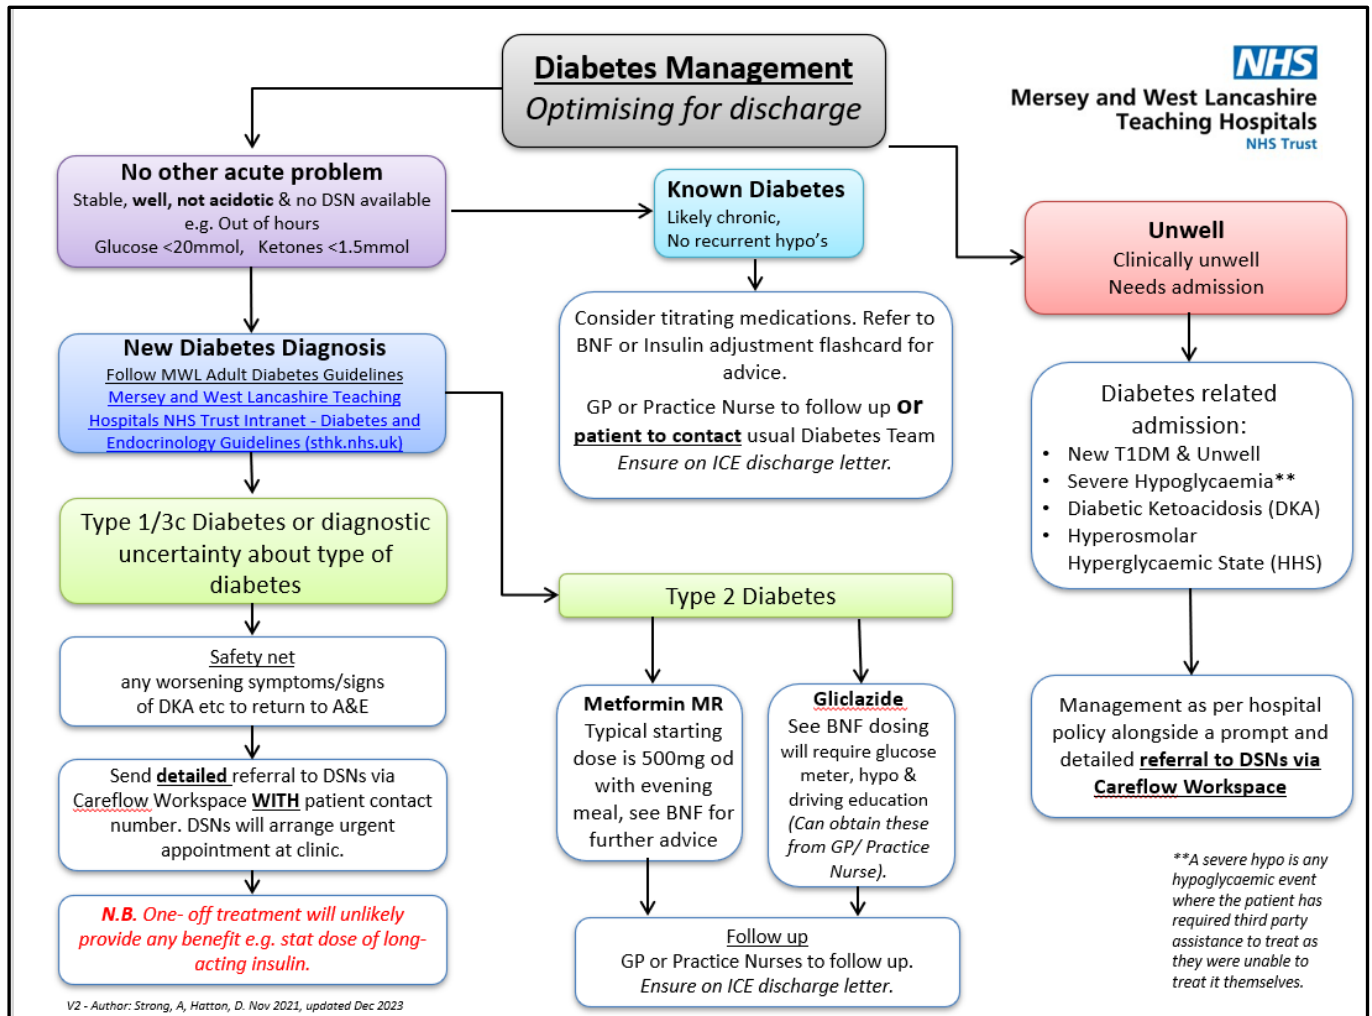 Diabetes Management
Optimising for discharge
NHS
Mersey and West Lancashire
Teaching Hospitals
NHS Trust
No other acute problem
Stable, well, not acidotic & no DSN available
e.g. Out of hours
Glucose <20mmol, Ketones <1.5mmol
Known Diabetes
Likely chronic,
No recurrent hypo's
Unwell
Clinically unwell
Needs admission
New Diabetes Diagnosis
Follow MWL Adult Diabetes Guidelines
Mersey and West Lancashire Teaching
Hospitals NHS Trust Intranet - Diabetes and
Endocrinology Guidelines (sthk.nhs.uk)
Consider titrating medications. Refer to
BNF or Insulin adjustment flashcard for
advice.
GP or Practice Nurse to follow up or
patient to contact usual Diabetes Team
Ensure on ICE discharge letter.
Diabetes related
admission:
• New T1DM & Unwell
• Severe Hypoglycaemia**
• Diabetic Ketoacidosis (DKA)
• Hyperosmolar
Hyperglycaemic State (HHS)
Type 1/3c Diabetes or diagnostic
uncertainty about type of
diabetes
Type 2 Diabetes
Safety net
any worsening symptoms/signs
of DKA etc to return to A&E
Metformin MR
Typical starting
dose is 500mg od
with evening
meal, see BNF for
further advice
Gliclazide
See BNF dosing
will require glucose
meter, hypo &
driving education
(Can obtain these
from GP/ Practice
Nurse).
Management as per hospital
policy alongside a prompt and
detailed referral to DSNs via
Careflow Workspace
Send detailed referral to DSNs via
Careflow Workspace WITH patient contact
number. DSNs will arrange urgent
appointment at clinic.
N.B. One- off treatment will unlikely
provide any benefit e.g. stat dose of long-
acting insulin.
Follow up
GP or Practice Nurses to follow up.
Ensure on ICE discharge letter.
**A severe hypo is any
hypoglycaemic event
where the patient has
required third party
assistance to treat as
they were unable to
treat it themselves.
V2 - Author: Strong, A, Hatton, D. Nov 2021, updated Dec 2023